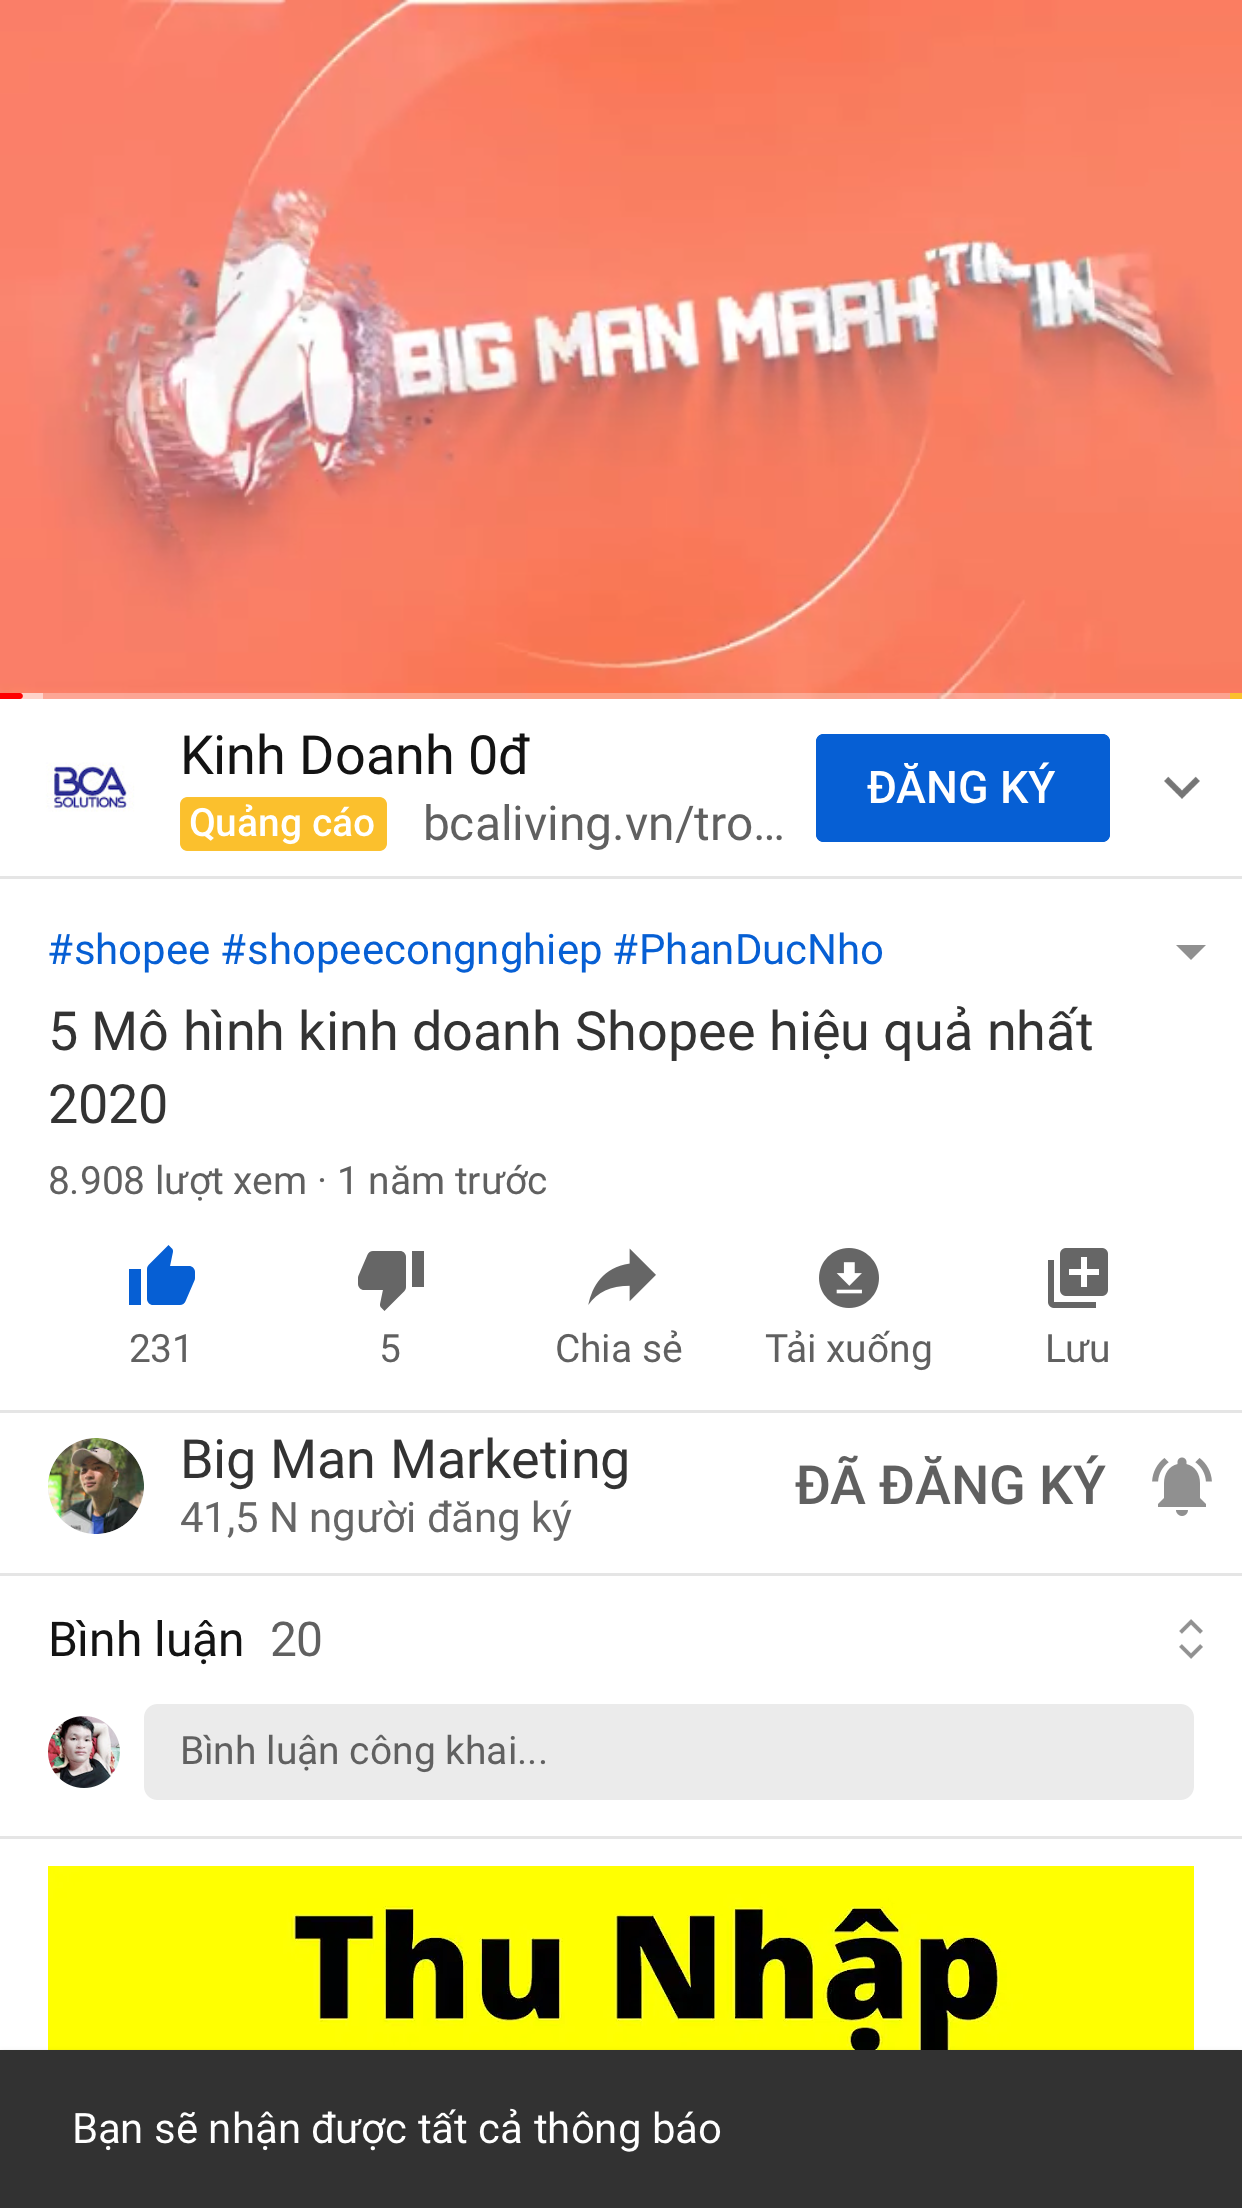 BIG MAN MARKETING
Kinh Doanh 0đ
BCA
SOLUTIONS
Quảng cáo bcaliving.vn/tro...
ĐĂNG KÝ
#shopee #shopeecongnghiep #PhanDucNho
5 Mô hình kinh doanh Shopee hiệu quả nhất
2020
8.908 lượt xem · 1 năm trước
231 5 Chia sẻ Tải xuống Lưu
Big Man Marketing
41,5 N người đăng ký
ĐÃ ĐĂNG KÝ
Bình luận 20
Bình luận công khai...
Thu Nhập
Bạn sẽ nhận được tất cả thông báo